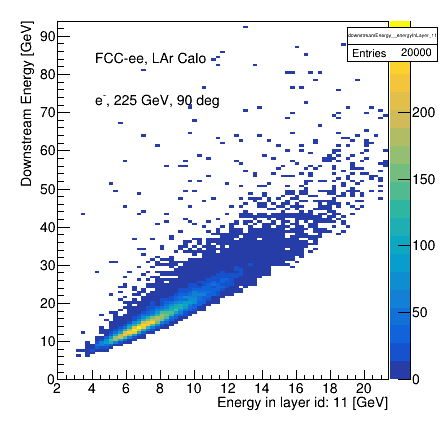 downstreamEnergy__energyInLayer_11
Entries 20000
FCC-ee, LAr Calo
e-, 225 GeV, 90 deg
Downstream Energy [GeV]
90
80
70
60
50
40
30
20
10
0
200
150
100
50
0
2 4 6 8 10 12 14 16 18 20
Energy in layer id: 11 [GeV]